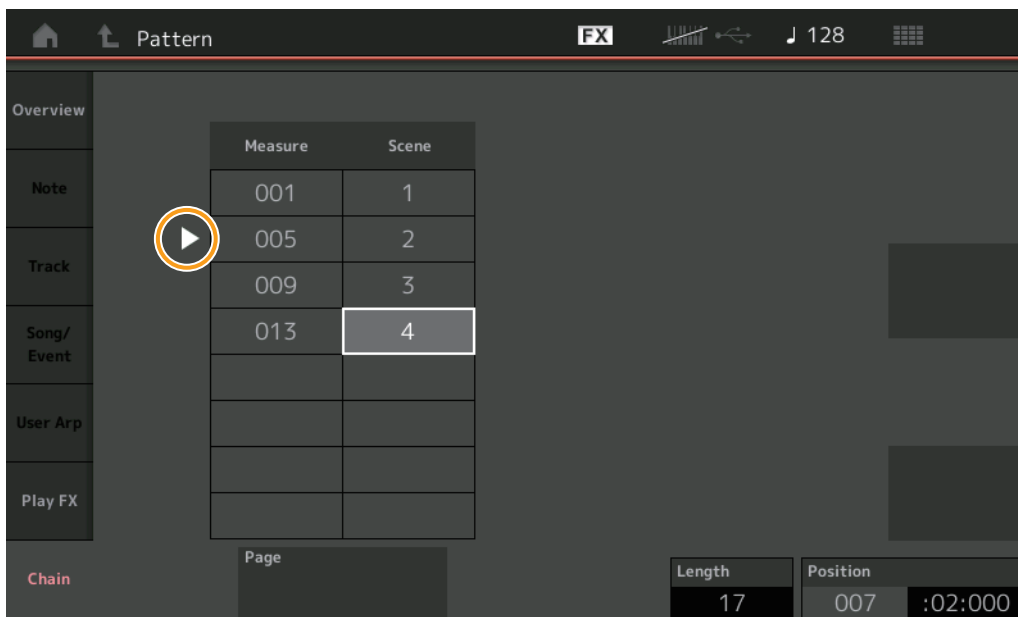 Pattern
FX
♩ 128
Overview
Note
Track
Song/
Event
User Arp
Play FX
Chain
Measure Scene
001 1
005 2
009 3
013 4
Page
Length
17
Position
007 :02:000